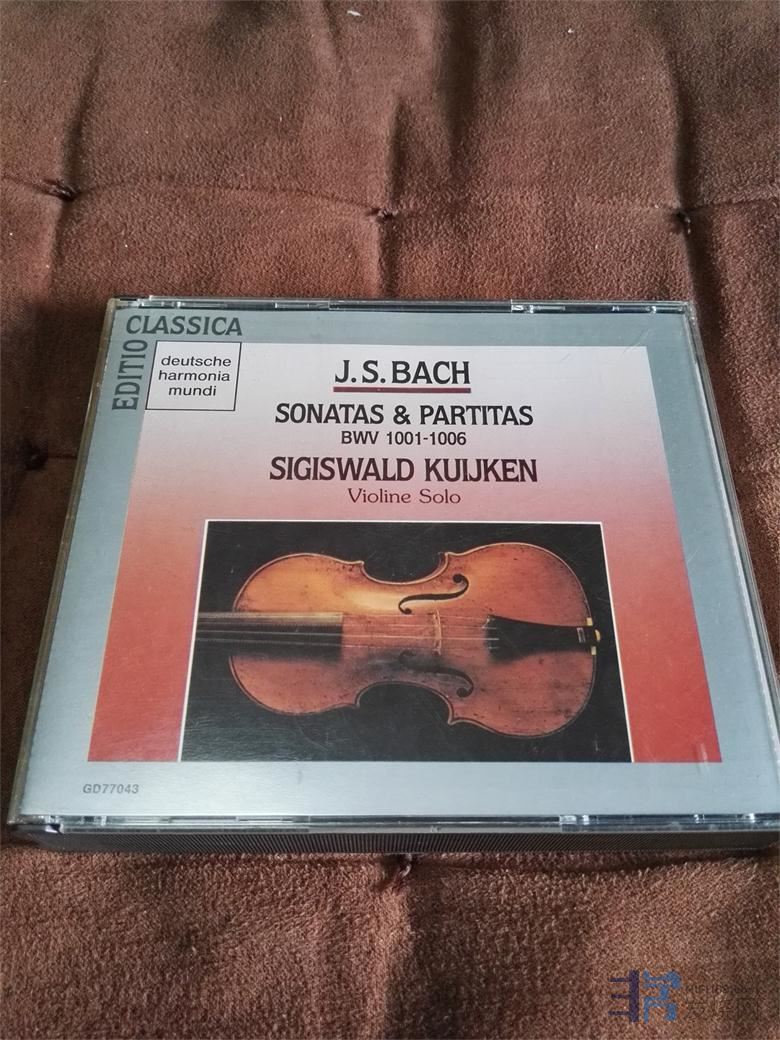 EDITIO CLASSICA
deutsche
harmonia
mundi
J.S.BACH
SONATAS & PARTITAS
BWV 1001-1006
SIGISWALD KUIJKEN
Violine Solo
GD77043